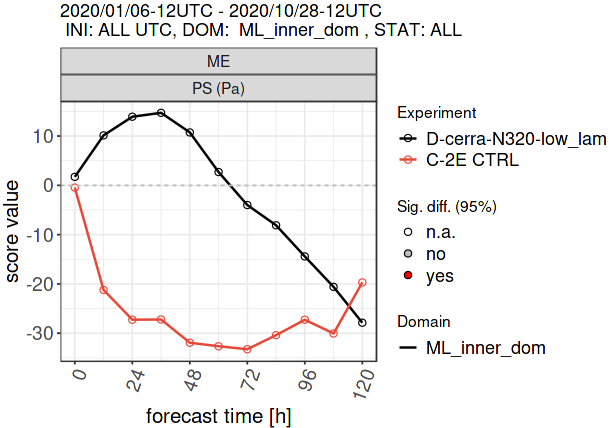 2020/01/06-12UTC - 2020/10/28-12UTC
INI: ALL UTC, DOM:  ML_inner_dom , STAT: ALL
ME
PS (Pa)
score value
10
0
-10
-20
-30
0
24
48
72
96
120
forecast time [h]
Experiment
D-cerra-N320-low_lam
C-2E CTRL
Sig. diff. (95%)
n.a.
no
yes
Domain
ML_inner_dom